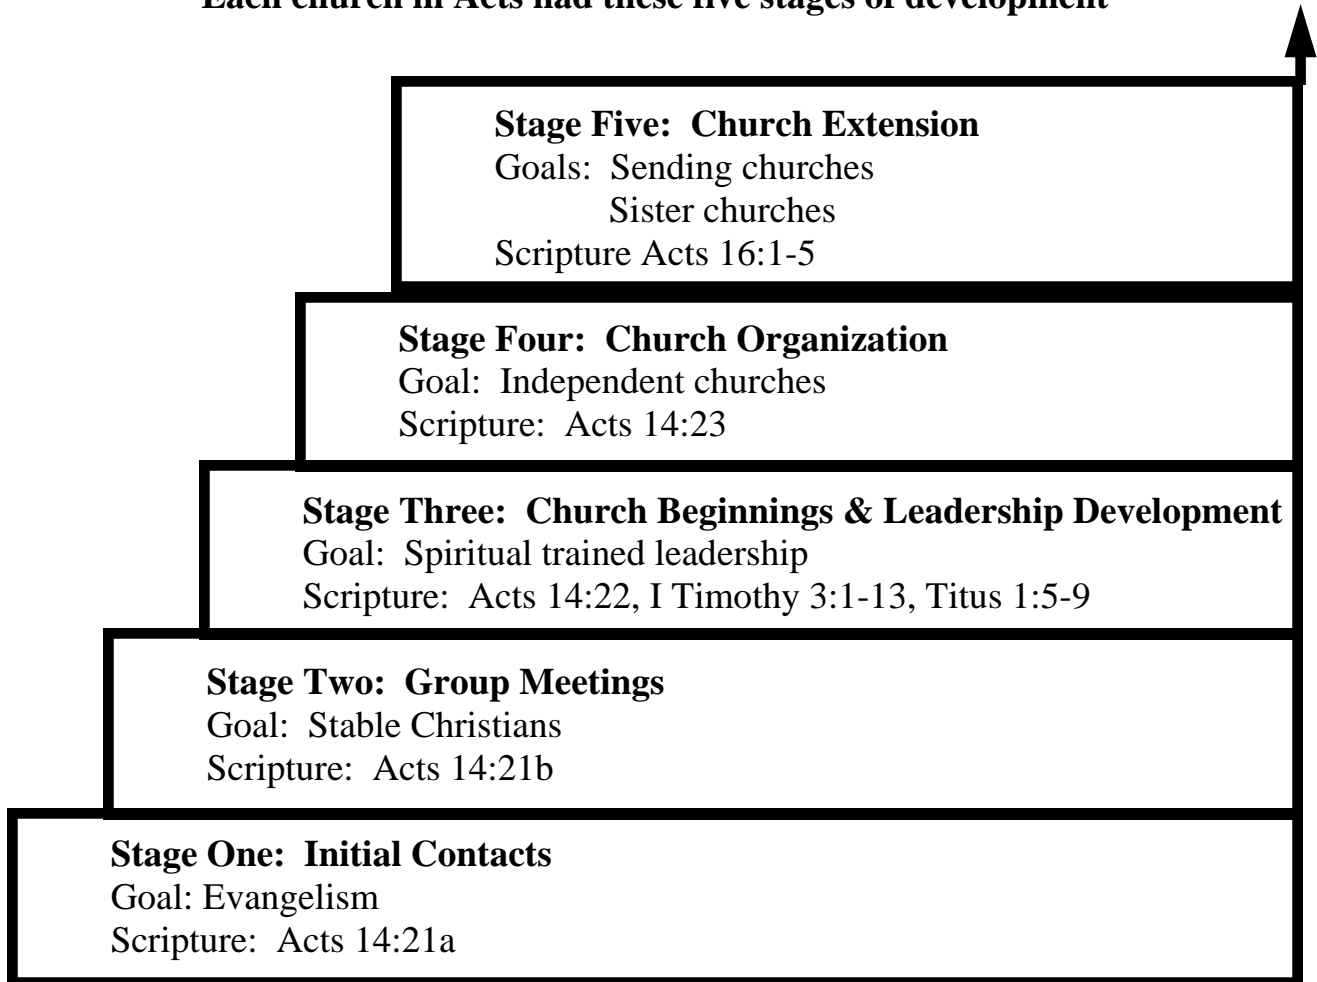 Each church in Acts had these five stages of development
Stage Five:  Church Extension
Goals:  Sending churches
Sister churches
Scripture Acts 16:1-5
Stage Four:  Church Organization
Goal:  Independent churches
Scripture:  Acts 14:23
Stage Three:  Church Beginnings & Leadership Development
Goal:  Spiritual trained leadership
Scripture:  Acts 14:22, I Timothy 3:1-13, Titus 1:5-9
Stage Two:  Group Meetings
Goal:  Stable Christians
Scripture:  Acts 14:21b
Stage One:  Initial Contacts
Goal: Evangelism
Scripture:  Acts 14:21a